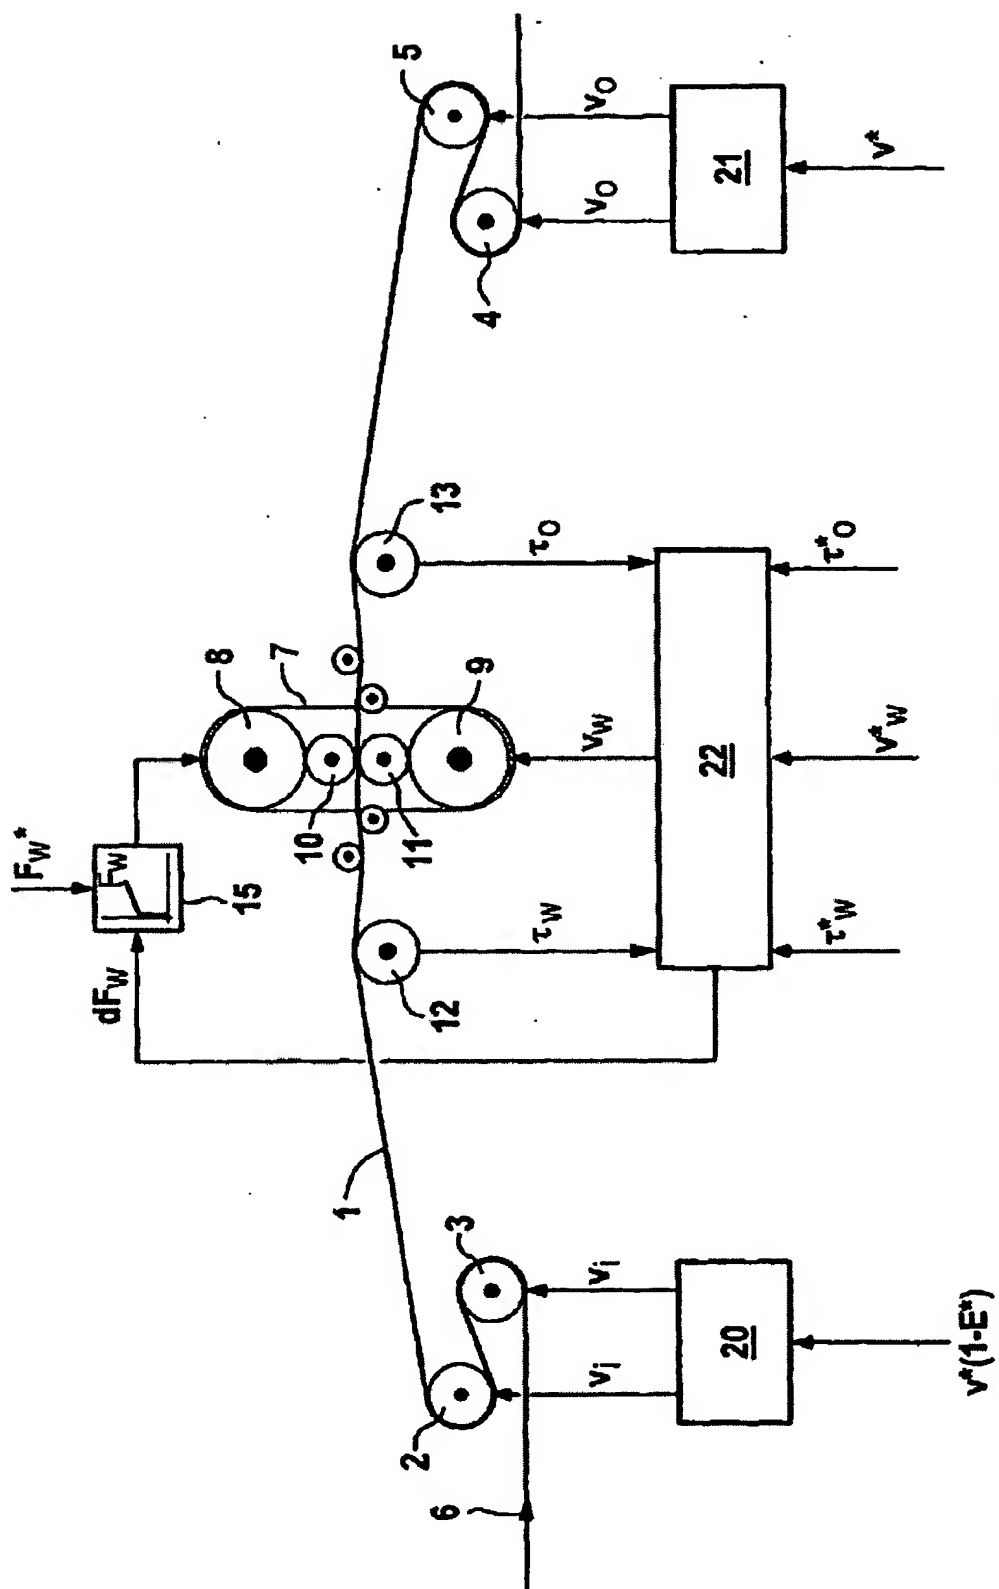 F_W*
dF_W
F_W
15
8
7
10
11
9
12
13
1
5
4
3
2
6
τ_W
v_W
τ_O
22
τ*_W
v*_W
τ*_O
v_i
v_i
20
v*(1-E*)
v_O
v_O
21
v*